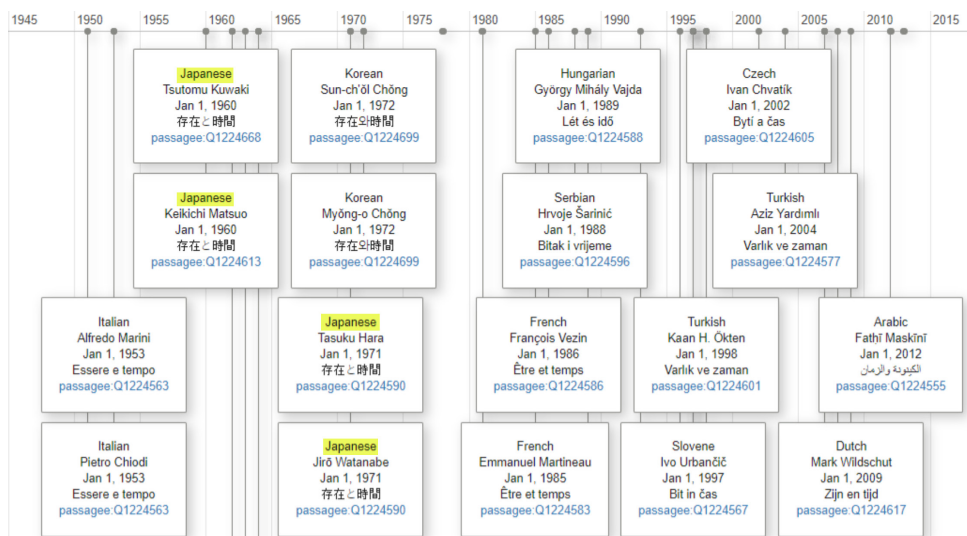 1945 1950 1955 1960 1965 1970 1975 1980 1985 1990 1995 2000 2005 2010 2015
Japanese
Tsutomu Kuwaki
Jan 1, 1960
存在と時間
passagee:Q1224668
Korean
Sun-ch'ŏl Chŏng
Jan 1, 1972
存在와時間
passagee:Q1224699
Hungarian
György Mihály Vajda
Jan 1, 1989
Lét és idő
passagee:Q1224588
Czech
Ivan Chvatík
Jan 1, 2002
Bytí a čas
passagee:Q1224605
Japanese
Keikichi Matsuo
Jan 1, 1960
存在と時間
passagee:Q1224613
Korean
Myŏng-o Chŏng
Jan 1, 1972
存在와時間
passagee:Q1224699
Serbian
Hrvoje Šarinić
Jan 1, 1988
Bitak i vrijeme
passagee:Q1224596
Turkish
Aziz Yardımlı
Jan 1, 2004
Varlık ve zaman
passagee:Q1224577
Italian
Alfredo Marini
Jan 1, 1953
Essere e tempo
passagee:Q1224563
Japanese
Tasuku Hara
Jan 1, 1971
存在と時間
passagee:Q1224590
French
François Vezin
Jan 1, 1986
Être et temps
passagee:Q1224586
Turkish
Kaan H. Ökten
Jan 1, 1998
Varlık ve zaman
passagee:Q1224601
Arabic
Fatḥī Maskīnī
Jan 1, 2012
الكينونة والزمان
passagee:Q1224555
Italian
Pietro Chiodi
Jan 1, 1953
Essere e tempo
passagee:Q1224563
Japanese
Jirō Watanabe
Jan 1, 1971
存在と時間
passagee:Q1224590
French
Emmanuel Martineau
Jan 1, 1985
Être et temps
passagee:Q1224583
Slovene
Ivo Urbančič
Jan 1, 1997
Bit in čas
passagee:Q1224567
Dutch
Mark Wildschut
Jan 1, 2009
Zijn en tijd
passagee:Q1224617